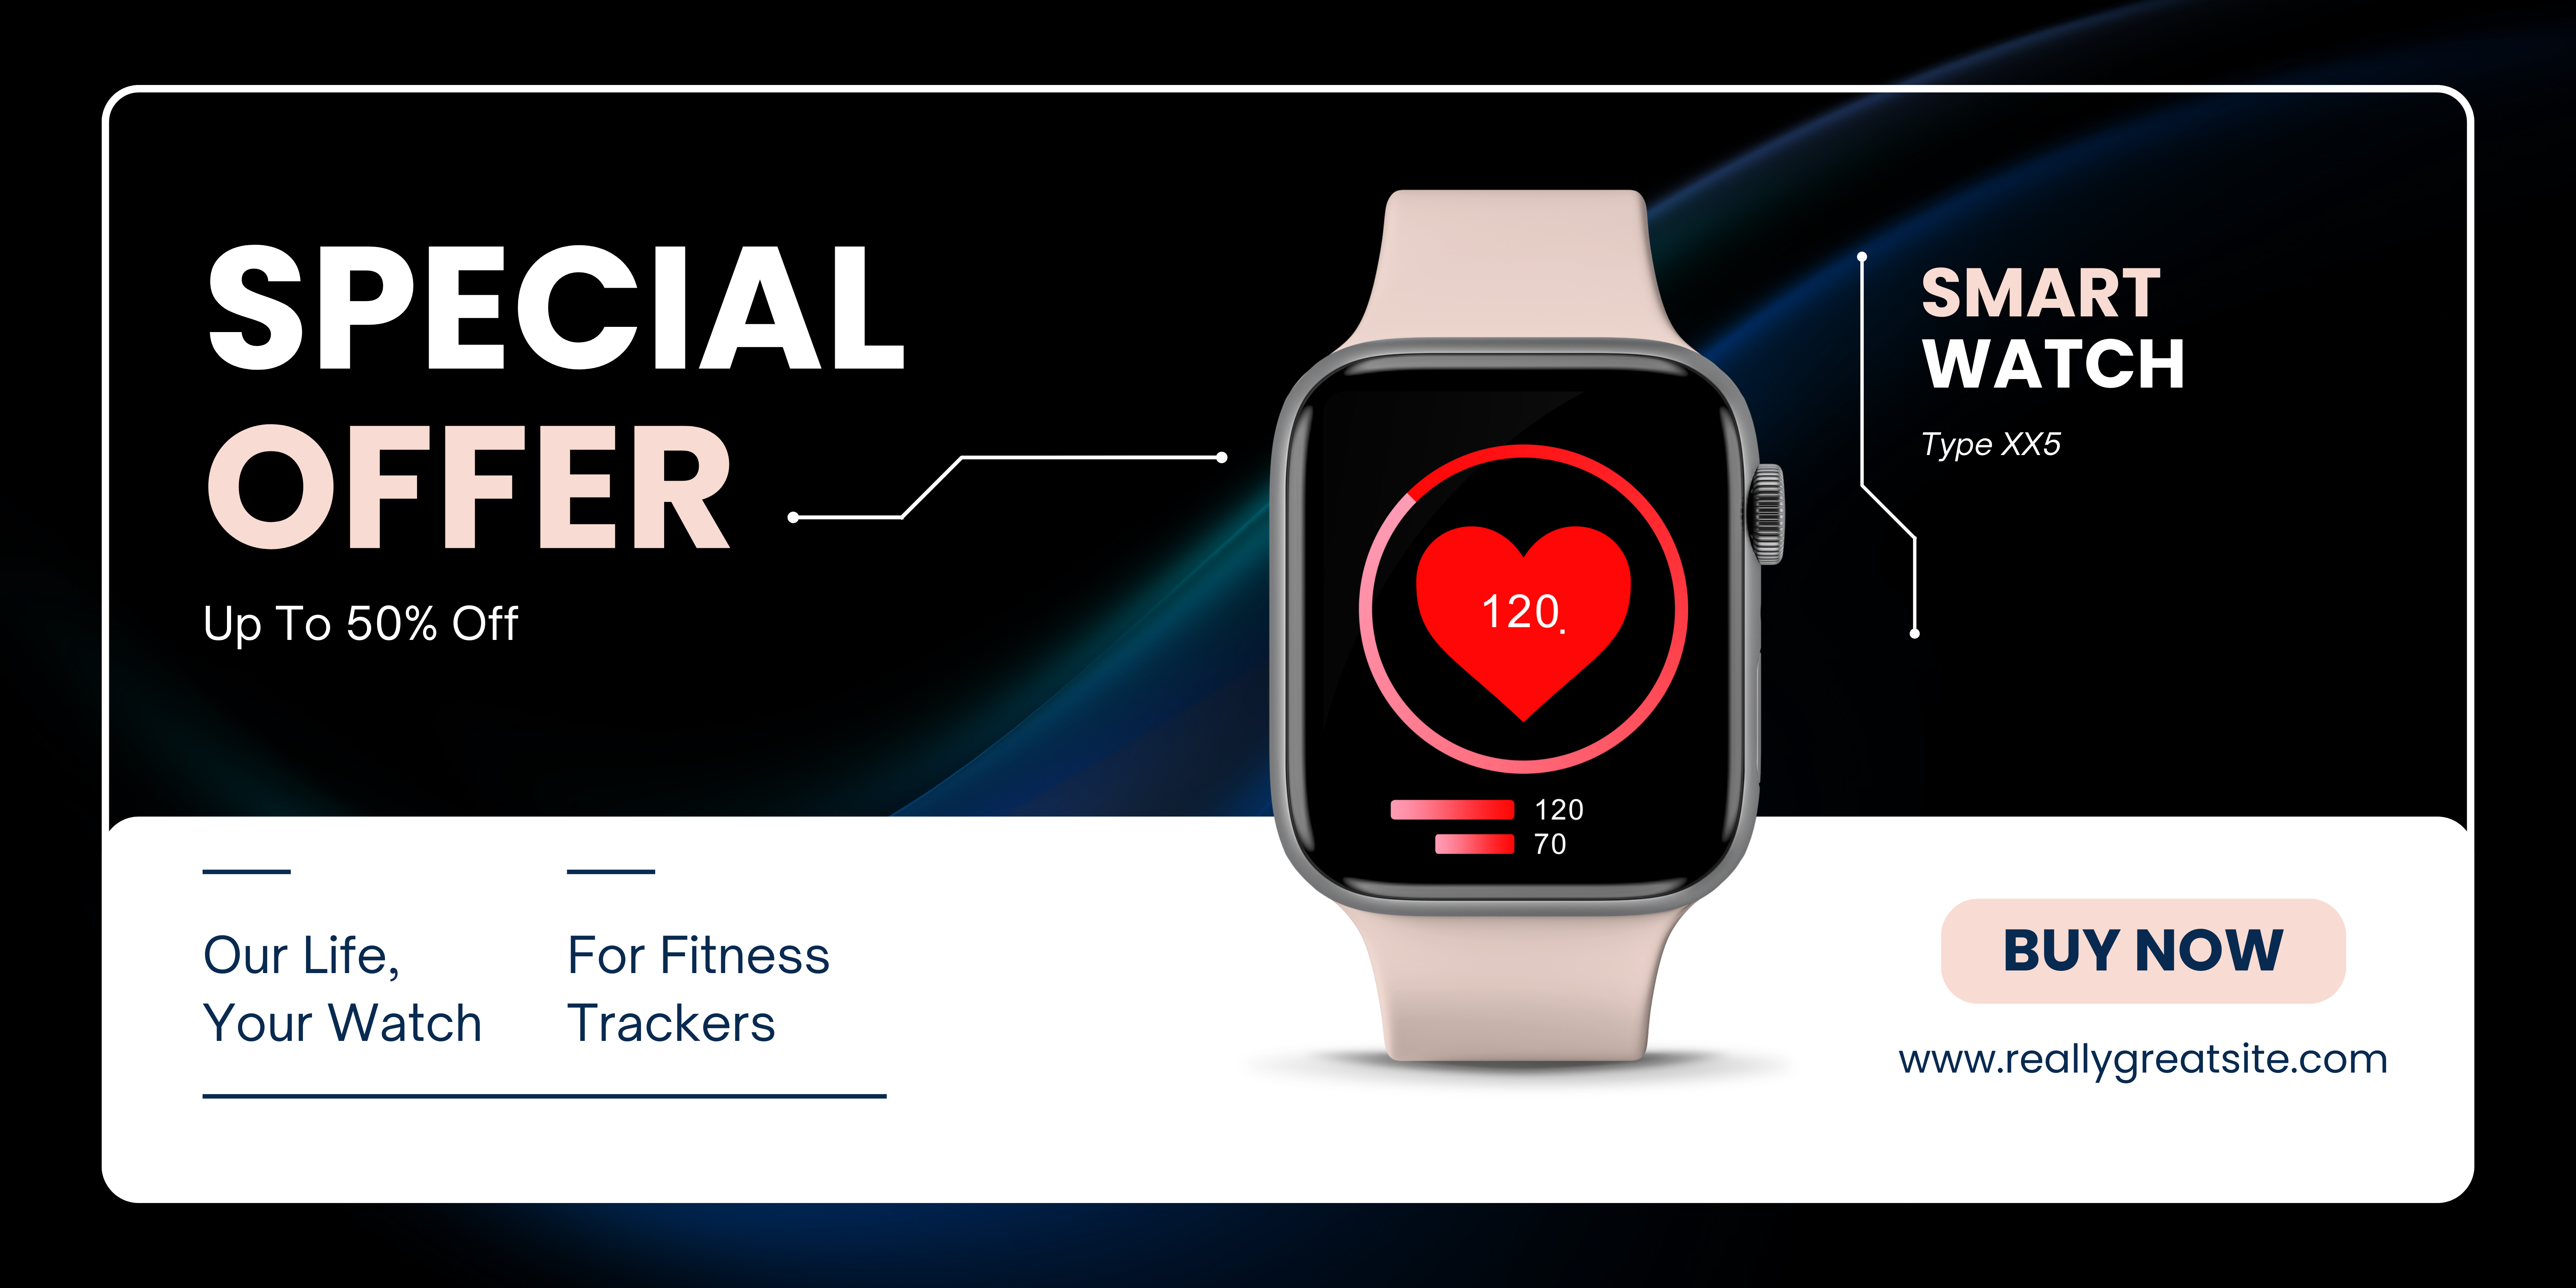 SPECIAL
OFFER
Up To 50% Off
SMART
WATCH
Type XX5
120.
120
70
Our Life,
Your Watch
For Fitness
Trackers
BUY NOW
www.reallygreatsite.com